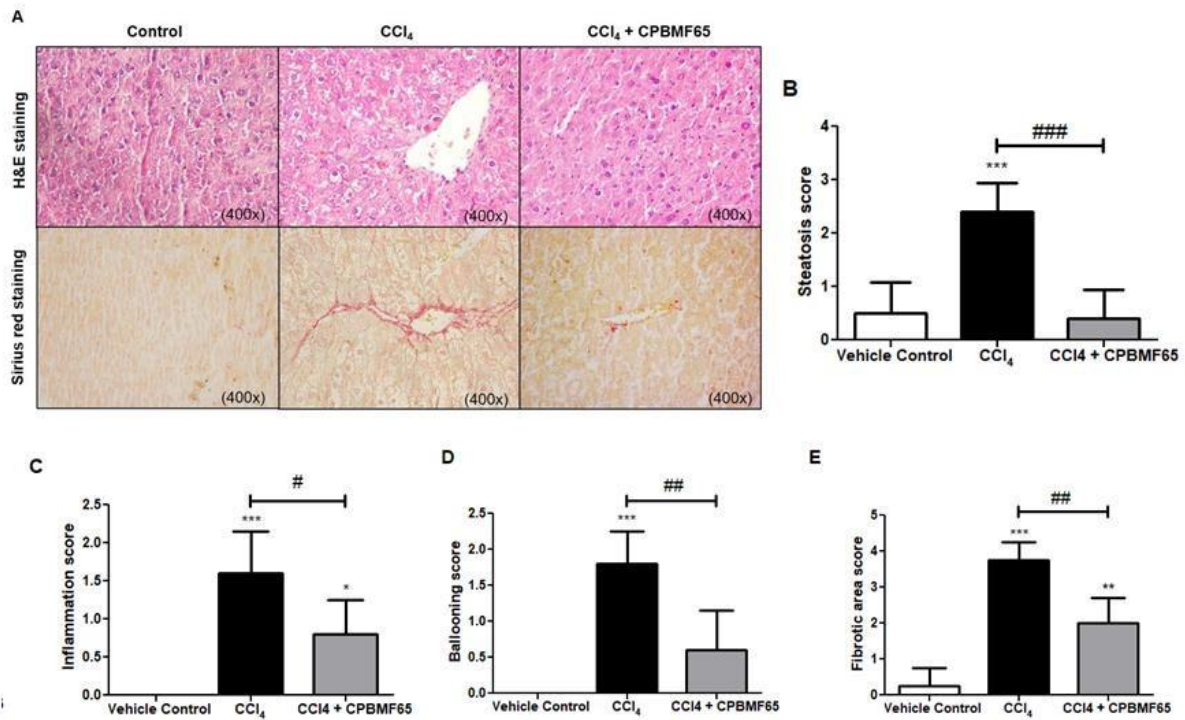 A
Control
CCl₄
CCl₄ + CPBMF65
H&E staining
(400x)
(400x)
(400x)
Sirius red staining
(400x)
(400x)
(400x)
B
Steatosis score
4
3
2
1
0
***
###
Vehicle Control
CCl₄
CCl4 + CPBMF65
C
Inflammation score
2.5
2.0
1.5
1.0
0.5
0.0
***
#
*
Vehicle Control
CCl₄
CCl4 + CPBMF65
D
Ballooning score
2.5
2.0
1.5
1.0
0.5
0.0
***
##
Vehicle Control
CCl₄
CCl4 + CPBMF65
E
Fibrotic area score
5
4
3
2
1
0
***
##
**
Vehicle Control
CCl₄
CCl4 + CPBMF65